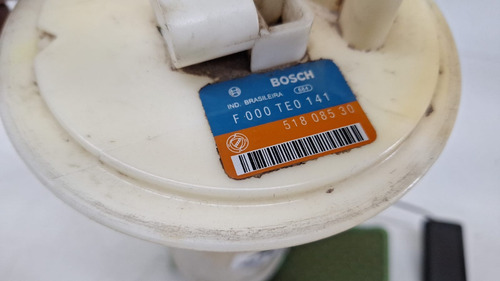 BOSCH
IND. BRASILEIRA
F 000 TE0 141
518 085 30